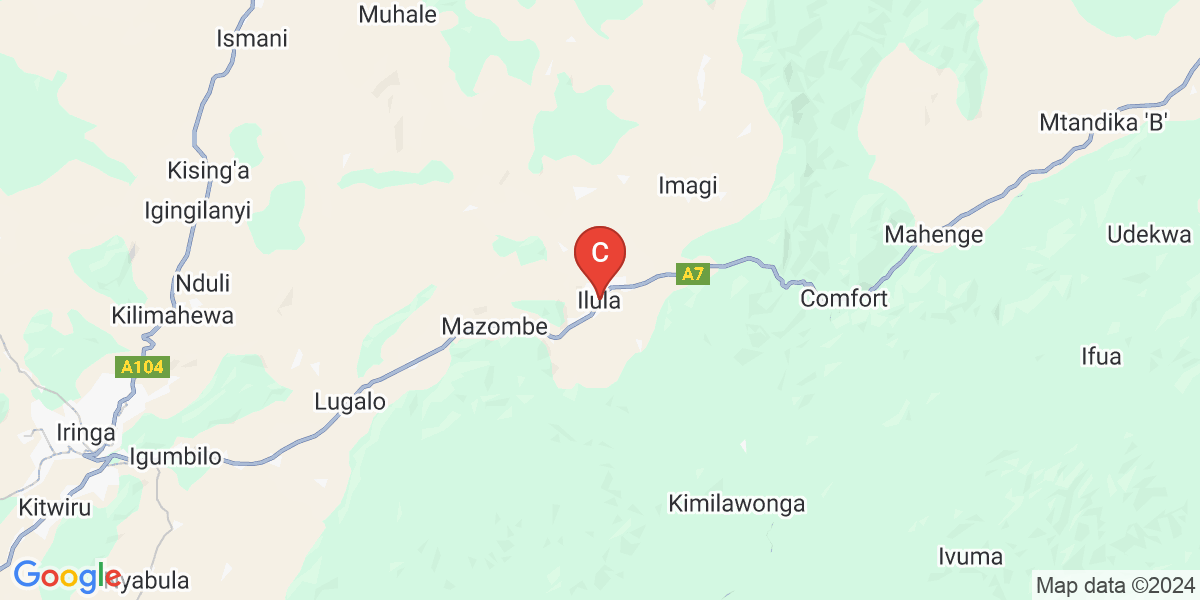 Muhale
Ismani
Mtandika 'B'
Kising'a
Imagi
Igingilanyi
Mahenge
Udekwa
C
A7
Nduli
Ilula
Comfort
Kilimahewa
Mazombe
Ifua
A104
Lugalo
Iringa
Igumbilo
Kimilawonga
Kitwiru
Ivuma
Google
Nyabula
Map data ©2024